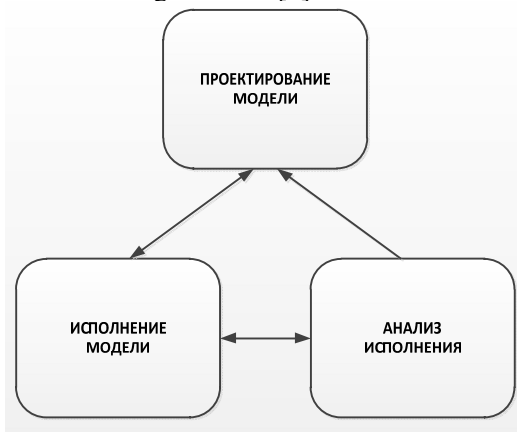 ПРОЕКТИРОВАНИЕ
МОДЕЛИ
ИСПОЛНЕНИЕ
МОДЕЛИ
АНАЛИЗ
ИСПОЛНЕНИЯ